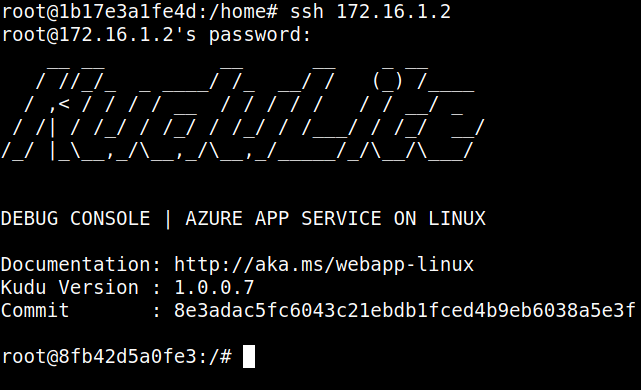 root@1b17e3a1fe4d:/home# ssh 172.16.1.2
root@172.16.1.2's password:
KuduLite
DEBUG CONSOLE | AZURE APP SERVICE ON LINUX
Documentation: http://aka.ms/webapp-linux
Kudu Version : 1.0.0.7
Commit       : 8e3adac5fc6043c21ebdb1fced4b9eb6038a5e3f
root@8fb42d5a0fe3:/#